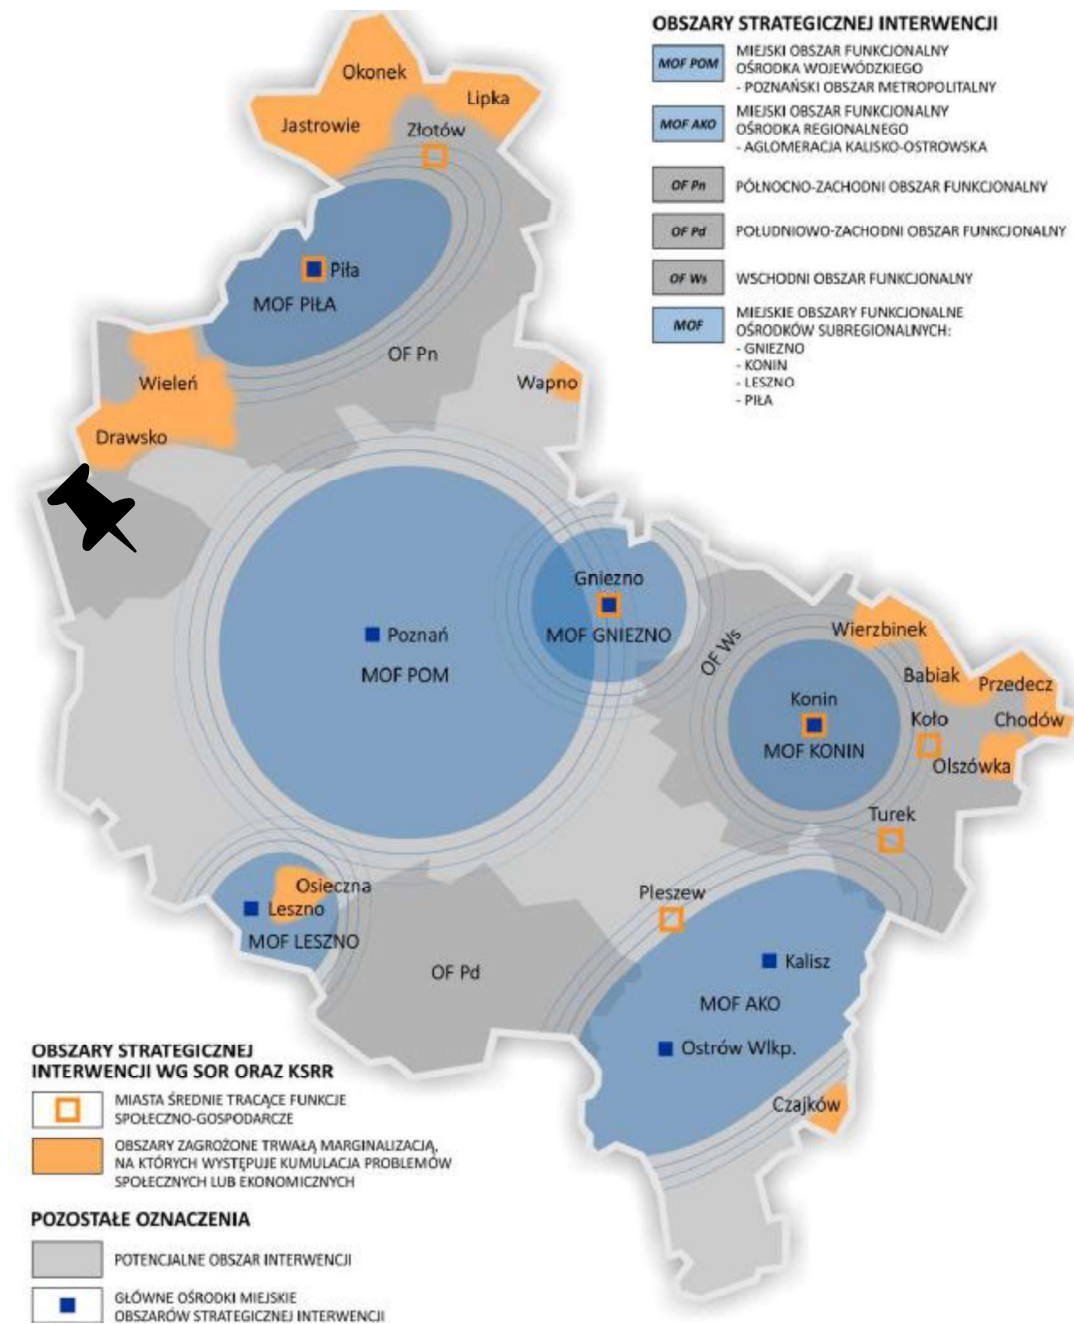 OBSZARY STRATEGICZNEJ INTERWENCJI
MOF POM
MIEJSKI OBSZAR FUNKCJONALNY
OŚRODKA WOJEWÓDZKIEGO
- POZNAŃSKI OBSZAR METROPOLITALNY
MOF AKO
MIEJSKI OBSZAR FUNKCJONALNY
OŚRODKA REGIONALNEGO
- AGLOMERACJA KALISKO-OSTROWSKA
OF Pn
PÓŁNOCNO-ZACHODNI OBSZAR FUNKCJONALNY
OF Pd
POŁUDNIOWO-ZACHODNI OBSZAR FUNKCJONALNY
OF Ws
WSCHODNI OBSZAR FUNKCJONALNY
MOF
MIEJSKIE OBSZARY FUNKCJONALNE
OŚRODKÓW SUBREGIONALNYCH:
- GNIEZNO
- KONIN
- LESZNO
- PIŁA
Okonek
Lipka
Jastrowie
Złotów
Piła
MOF PIŁA
OF Pn
Wieleń
Wapno
Drawsko
Gniezno
MOF GNIEZNO
Poznań
MOF POM
OF Ws
Wierzbinek
Babiak
Przedecz
Konin
Koło
Chodów
MOF KONIN
Olszówka
Turek
Osieczna
Leszno
MOF LESZNO
Pleszew
OF Pd
Kalisz
MOF AKO
Ostrów Wlkp.
Czajków
OBSZARY STRATEGICZNEJ
INTERWENCJI WG SOR ORAZ KSRR
MIASTA ŚREDNIE TRACĄCE FUNKCJE
SPOŁECZNO-GOSPODARCZE
OBSZARY ZAGROŻONE TRWAŁĄ MARGINALIZACJĄ,
NA KTÓRYCH WYSTĘPUJE KUMULACJA PROBLEMÓW
SPOŁECZNYCH LUB EKONOMICZNYCH
POZOSTAŁE OZNACZENIA
POTENCJALNE OBSZAR INTERWENCJI
GŁÓWNE OŚRODKI MIEJSKIE
OBSZARÓW STRATEGICZNEJ INTERWENCJI